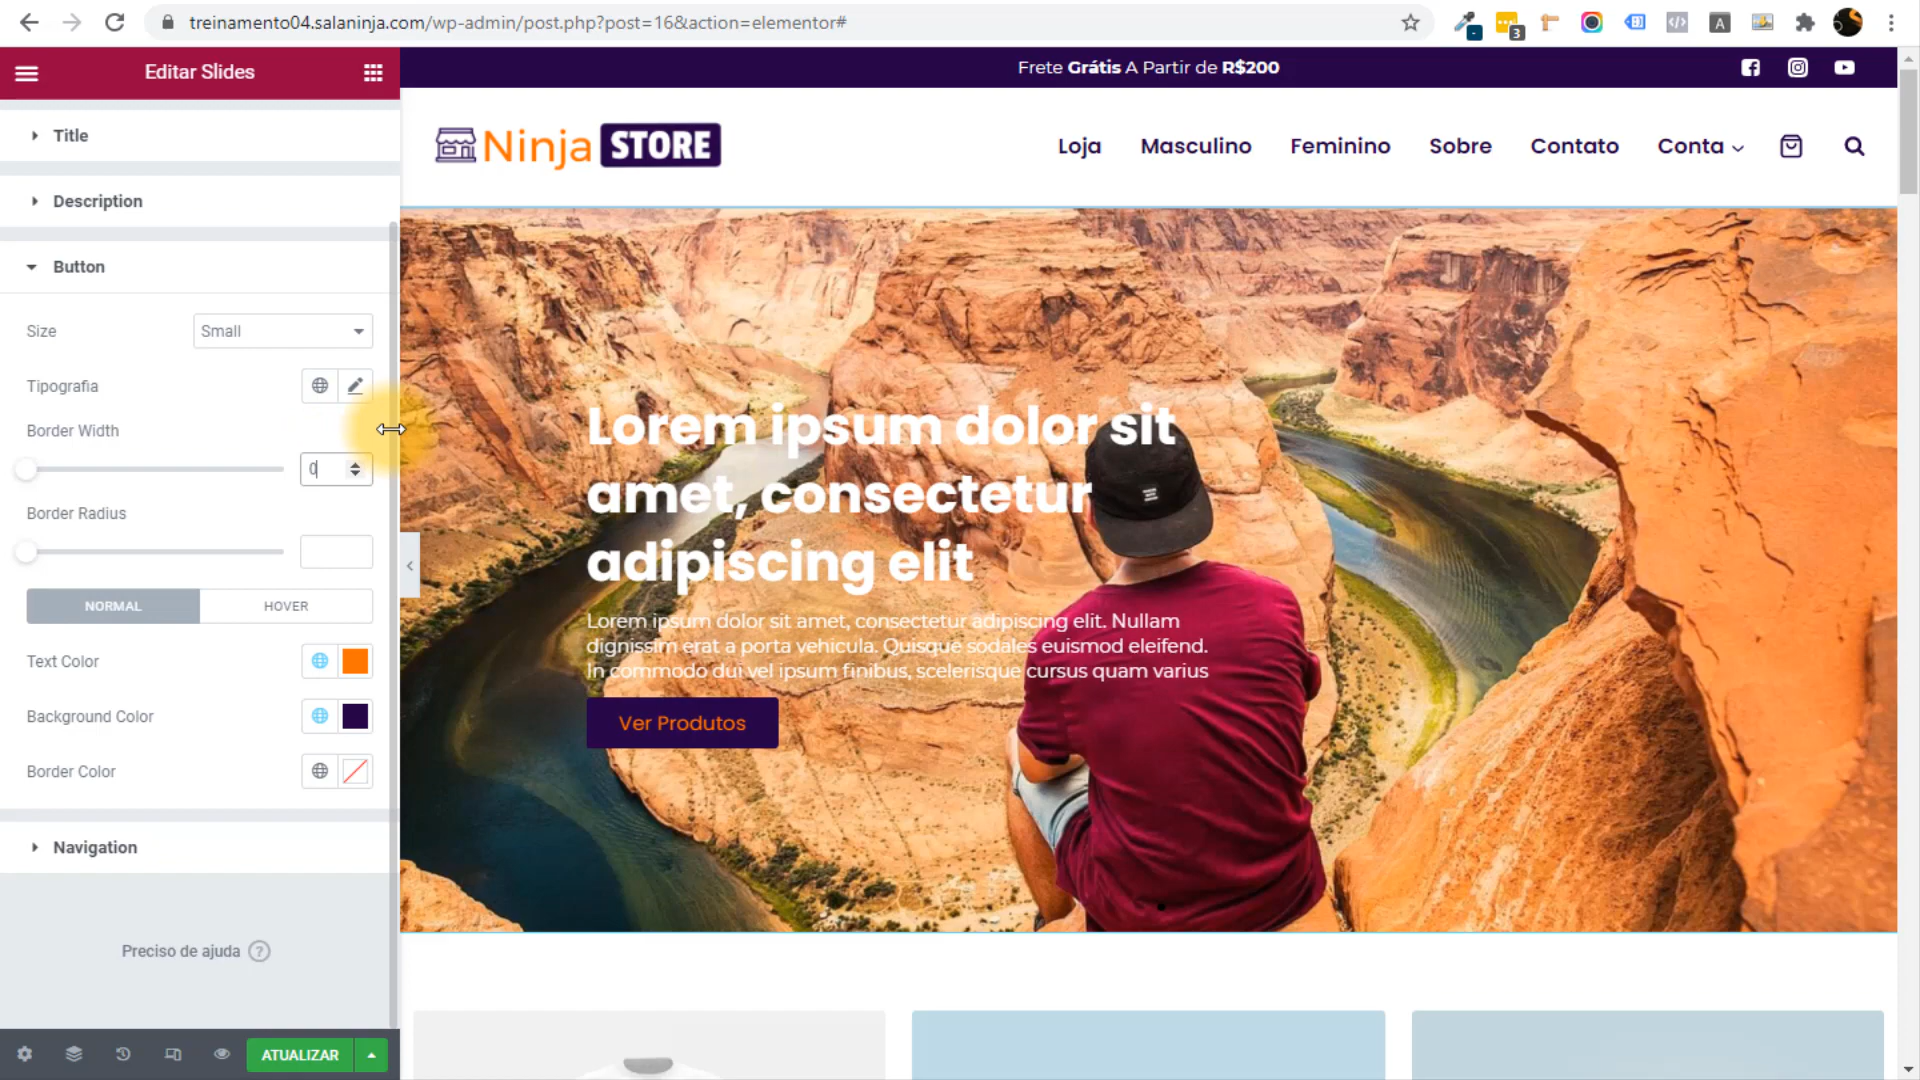 treinamento04.salaninja.com/wp-admin/post.php?post=16&action=elementor#
3
A
Editar Slides
Title
Description
Button
Size
Small
Tipografia
Border Width
0
Border Radius
NORMAL
HOVER
Text Color
Background Color
Border Color
Navigation
Preciso de ajuda ?
ATUALIZAR
Frete Grátis A Partir de R$200
Ninja STORE
Loja
Masculino
Feminino
Sobre
Contato
Conta
Lorem ipsum dolor sit
amet, consectetur
adipiscing elit
Lorem ipsum dolor sit amet, consectetur adipiscing elit. Nullam
dignissim erat a porta vehicula. Quisque sodales euismod eleifend.
In commodo dui vel ipsum finibus, scelerisque cursus quam varius
Ver Produtos